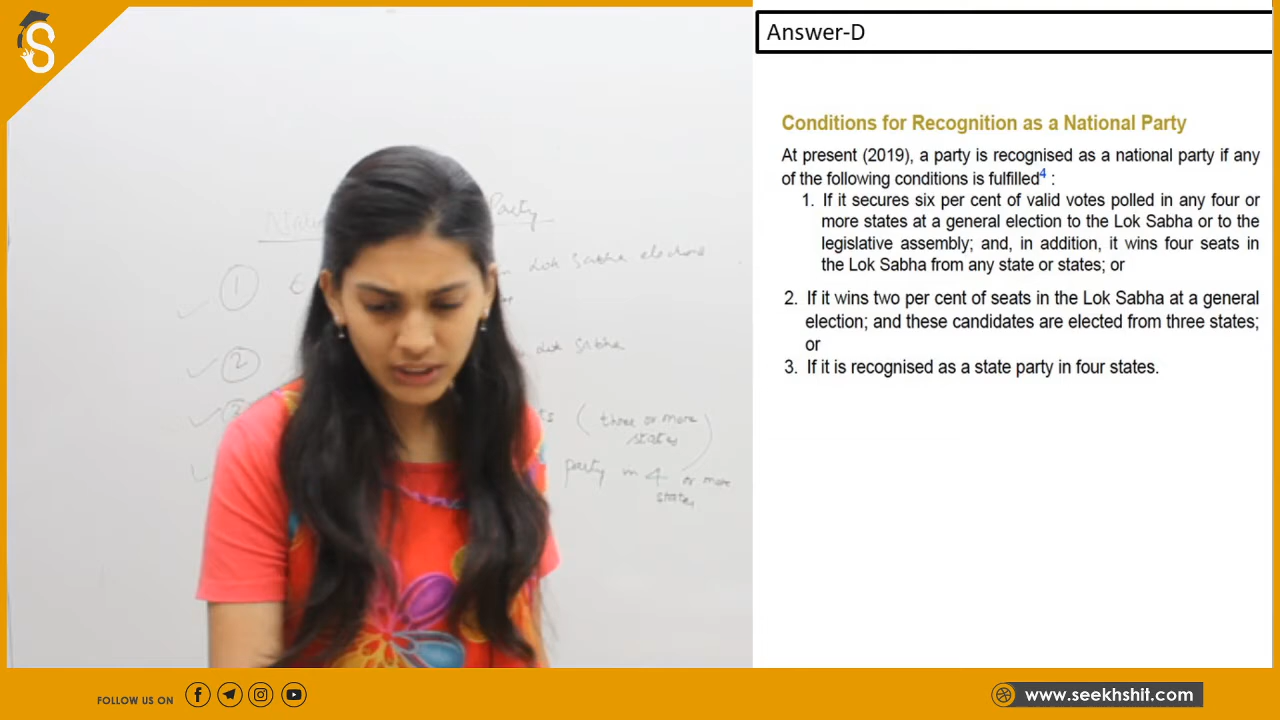 S
Answer-D
Conditions for Recognition as a National Party
At present (2019), a party is recognised as a national party if any
of the following conditions is fulfilled4 :
1. If it secures six per cent of valid votes polled in any four or
more states at a general election to the Lok Sabha or to the
legislative assembly; and, in addition, it wins four seats in
the Lok Sabha from any state or states; or
2. If it wins two per cent of seats in the Lok Sabha at a general
election; and these candidates are elected from three states;
or
3. If it is recognised as a state party in four states.
Party
1 Lok Sabha elections
2 Lok Sabha
(three or more
states)
party in 4 or more
states
FOLLOW US ON
www.seekhshit.com